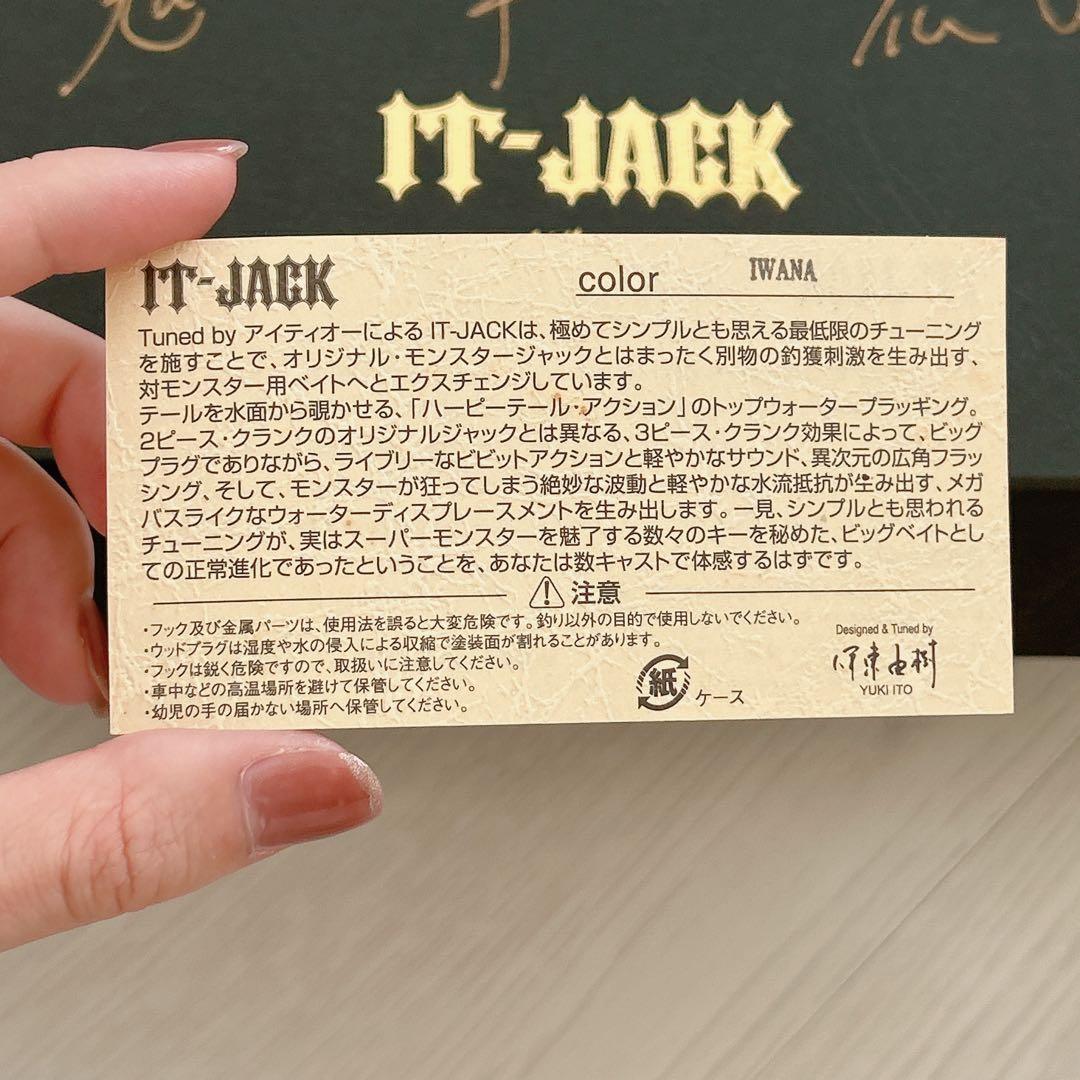 IT-JACK
IT-JACK
color IWANA
Tuned by アイティオーによる IT-JACKは、極めてシンプルとも思える最低限のチューニング
を施すことで、オリジナル・モンスタージャックとはまったく別物の釣獲刺激を生み出す、
対モンスター用ベイトへとエクスチェンジしています。
テールを水面から覗かせる、「ハーピーテール・アクション」のトップウォータープラッギング。
2ピース・クランクのオリジナルジャックとは異なる、3ピース・クランク効果によって、ビッグ
プラグでありながら、ライブリーなビビットアクションと軽やかなサウンド、異次元の広角フラッ
シング、そして、モンスターが狂ってしまう絶妙な波動と軽やかな水流抵抗が生み出す、メガ
バスライクなウォーターディスプレースメントを生み出します。一見、シンプルとも思われる
チューニングが、実はスーパーモンスターを魅了する数々のキーを秘めた、ビッグベイトとし
ての正常進化であったということを、あなたは数キャストで体感するはずです。
注意
・フック及び金属パーツは、使用法を誤ると大変危険です。釣り以外の目的で使用しないでください。
・ウッドプラグは湿度や水の侵入による収縮で塗装面が割れることがあります。
・フックは鋭く危険ですので、取扱いに注意してください。
・車中などの高温場所を避けて保管してください。
・幼児の手の届かない場所へ保管してください。
紙 ケース
Designed & Tuned by
伊東由樹
YUKI ITO